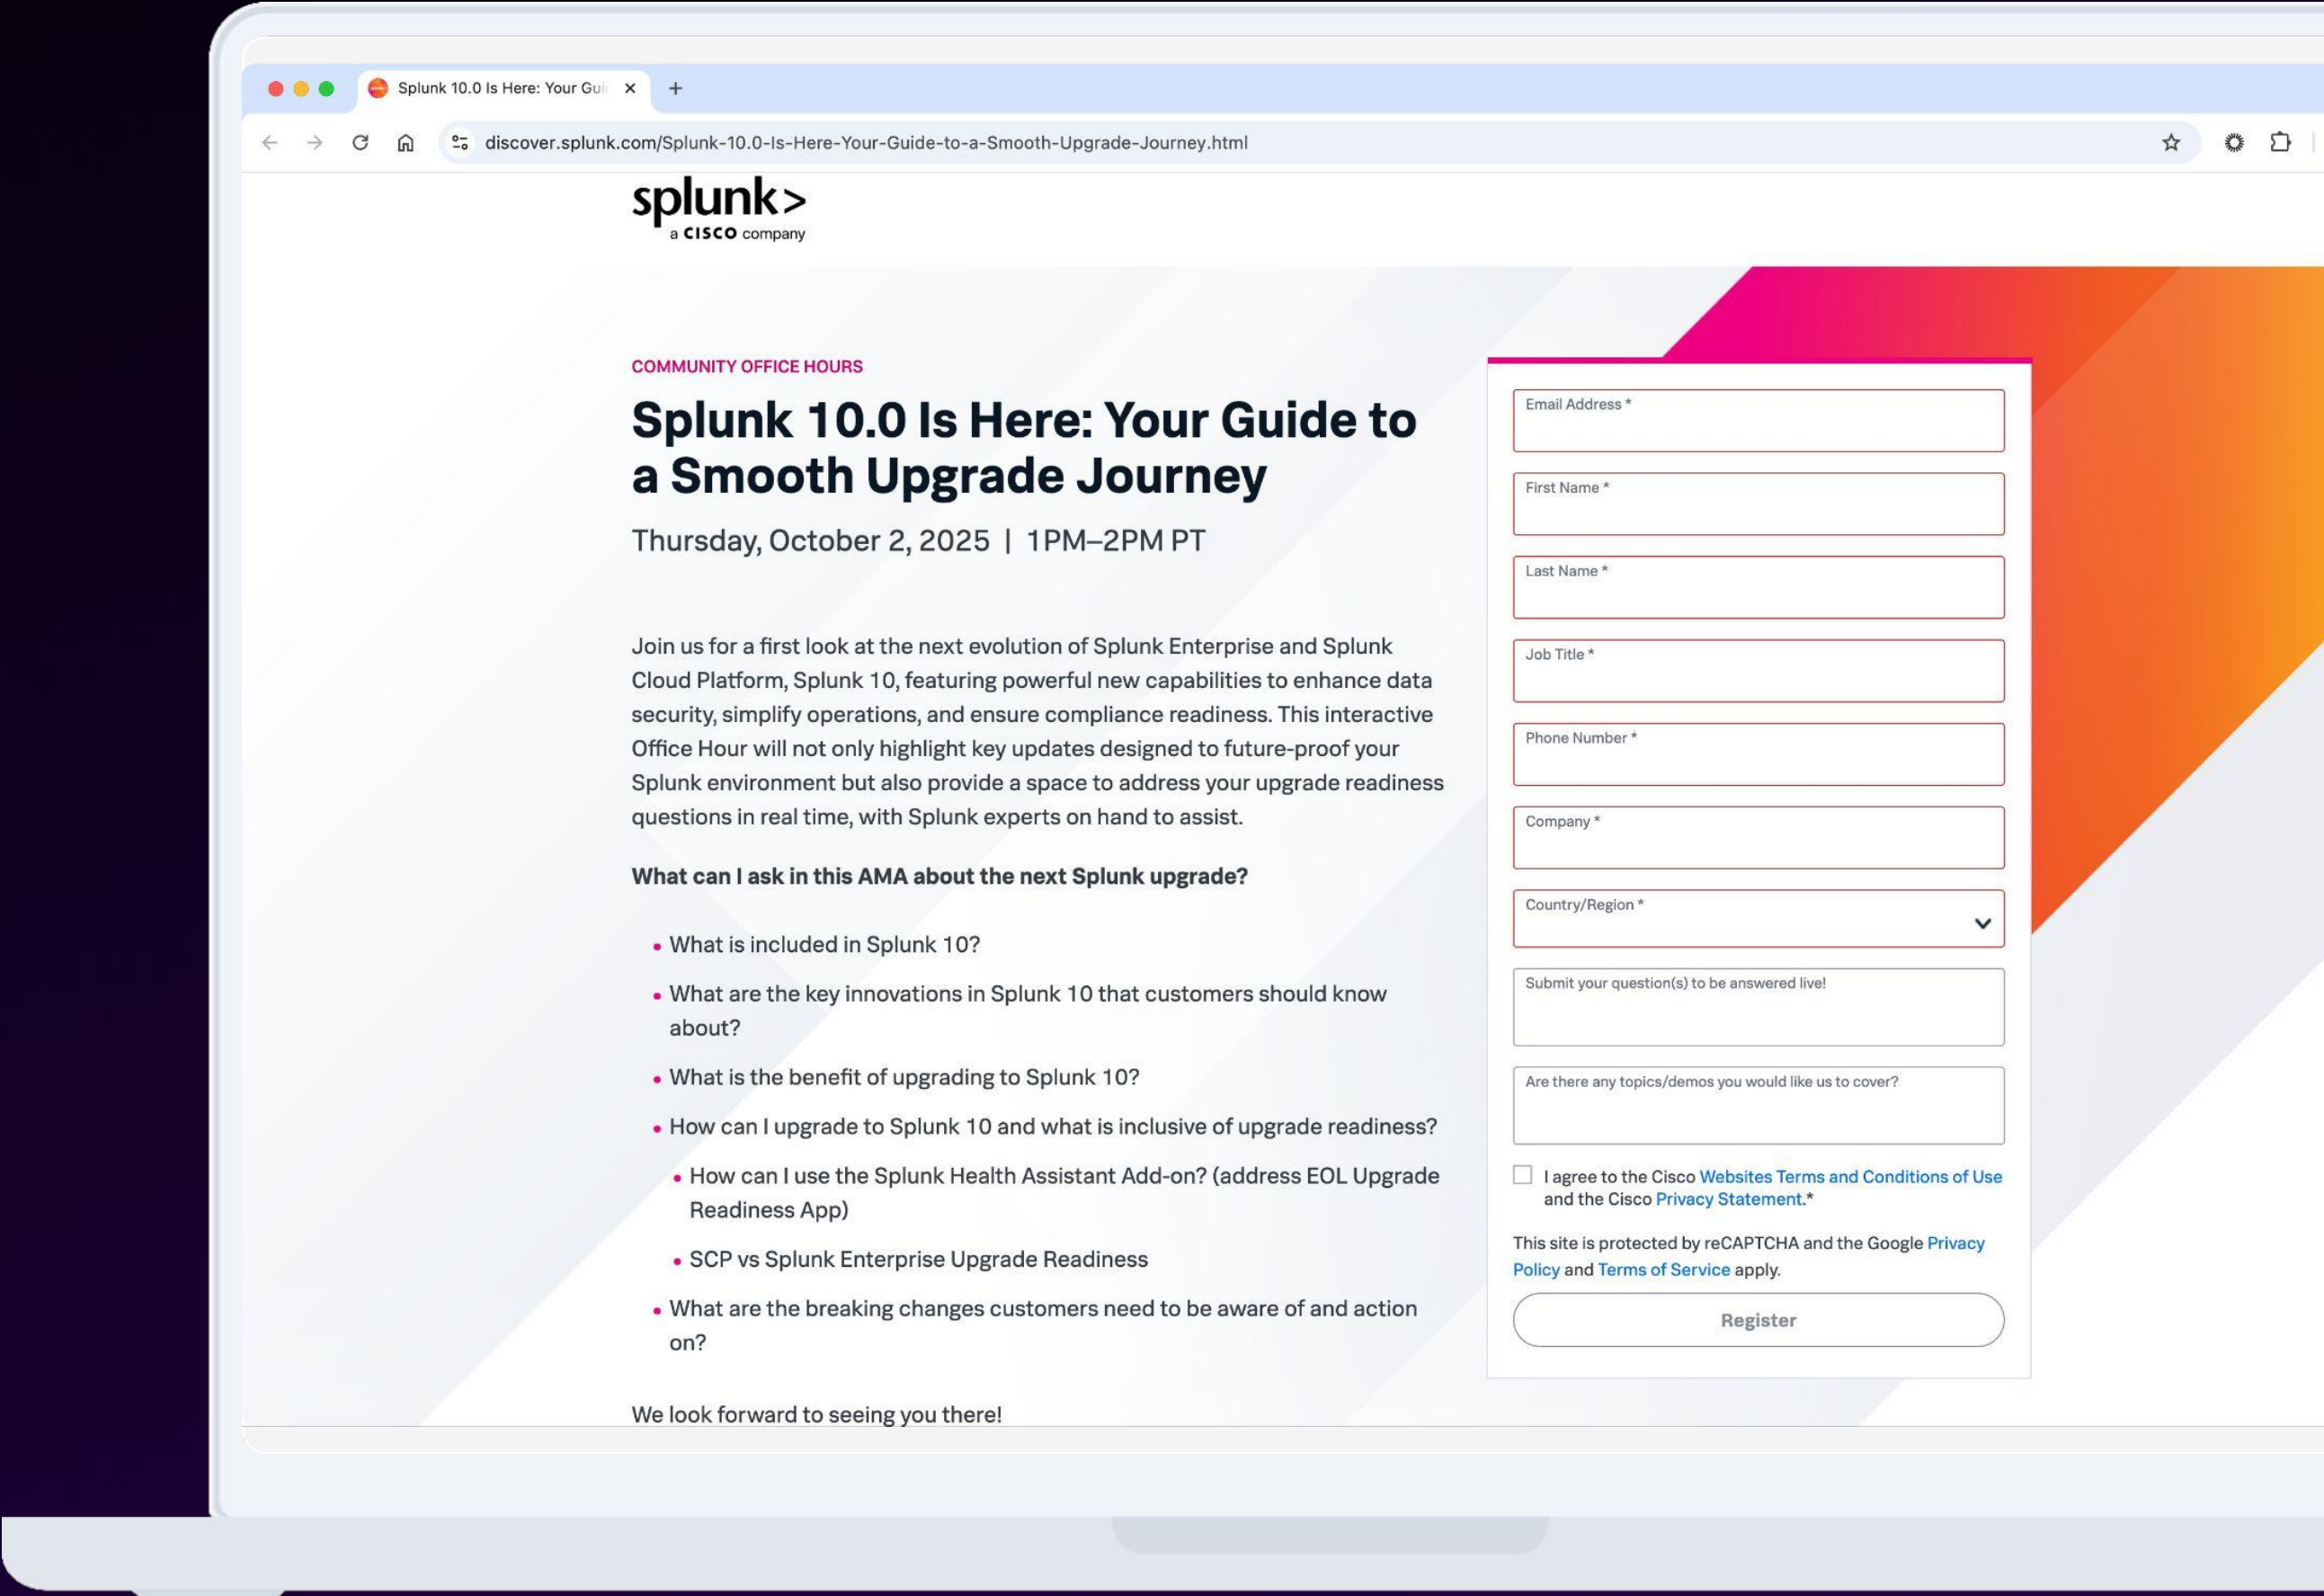 Splunk 10.0 Is Here: Your Gui
discover.splunk.com/Splunk-10.0-Is-Here-Your-Guide-to-a-Smooth-Upgrade-Journey.html
splunk>
a CISCO company
COMMUNITY OFFICE HOURS
Splunk 10.0 Is Here: Your Guide to
a Smooth Upgrade Journey
Thursday, October 2, 2025 | 1PM–2PM PT
Join us for a first look at the next evolution of Splunk Enterprise and Splunk
Cloud Platform, Splunk 10, featuring powerful new capabilities to enhance data
security, simplify operations, and ensure compliance readiness. This interactive
Office Hour will not only highlight key updates designed to future-proof your
Splunk environment but also provide a space to address your upgrade readiness
questions in real time, with Splunk experts on hand to assist.
What can I ask in this AMA about the next Splunk upgrade?
• What is included in Splunk 10?
• What are the key innovations in Splunk 10 that customers should know
about?
• What is the benefit of upgrading to Splunk 10?
• How can I upgrade to Splunk 10 and what is inclusive of upgrade readiness?
• How can I use the Splunk Health Assistant Add-on? (address EOL Upgrade
Readiness App)
• SCP vs Splunk Enterprise Upgrade Readiness
• What are the breaking changes customers need to be aware of and action
on?
We look forward to seeing you there!
Email Address *
First Name *
Last Name *
Job Title *
Phone Number *
Company *
Country/Region *
Submit your question(s) to be answered live!
Are there any topics/demos you would like us to cover?
I agree to the Cisco Websites Terms and Conditions of Use
and the Cisco Privacy Statement.*
This site is protected by reCAPTCHA and the Google Privacy
Policy and Terms of Service apply.
Register